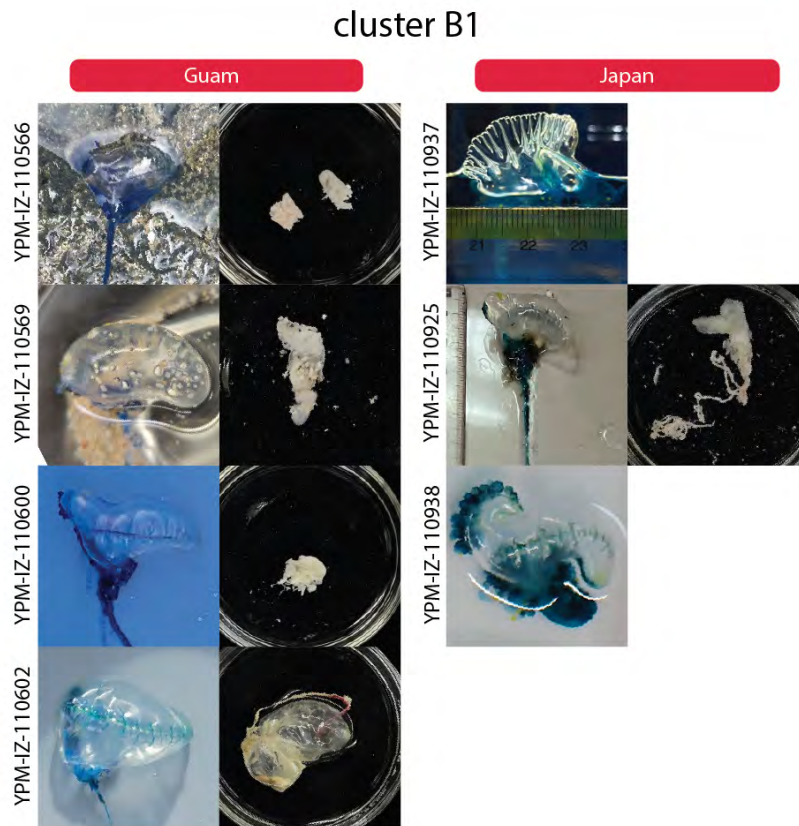 cluster B1
Guam
Japan
YPM-IZ-110566
YPM-IZ-110937
21 22 23
YPM-IZ-110569
YPM-IZ-110925
YPM-IZ-110600
YPM-IZ-110938
YPM-IZ-110602